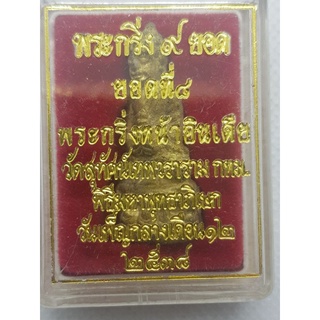 พระกริ่ง ๙ ยอด
ยอดที่๘
พระกริ่งหน้าอินเดีย
วัดสุทัศน์เทพวราราม กทม.
พิธีมหาพุทธาภิเษก
วันเพ็ญกลางเดือน๑๒
๒๕๓๘